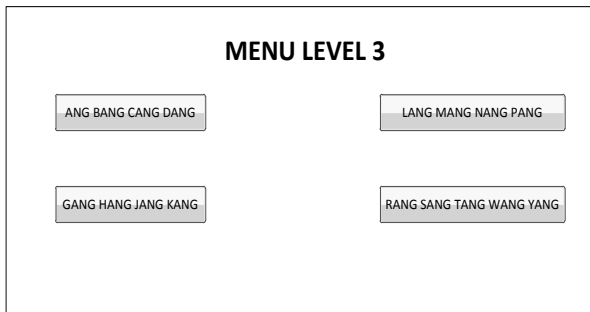 MENU LEVEL 3
ANG BANG CANG DANG
LANG MANG NANG PANG
GANG HANG JANG KANG
RANG SANG TANG WANG YANG